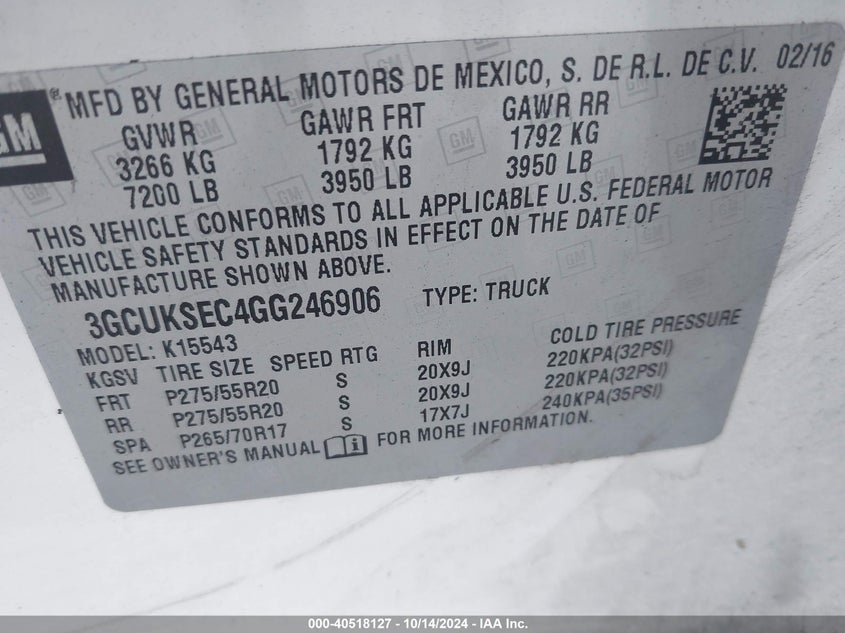 GM ® MFD BY GENERAL MOTORS DE MEXICO, S. DE R.L. DE C.V. 02/16
GVWR GAWR FRT GAWR RR
3266 KG 1792 KG 1792 KG
7200 LB 3950 LB 3950 LB
THIS VEHICLE CONFORMS TO ALL APPLICABLE U.S. FEDERAL MOTOR
VEHICLE SAFETY STANDARDS IN EFFECT ON THE DATE OF
MANUFACTURE SHOWN ABOVE.
3GCUKSEC4GG246906 TYPE: TRUCK
MODEL: K15543
KGSV TIRE SIZE SPEED RTG RIM COLD TIRE PRESSURE
FRT P275/55R20 S 20X9J 220KPA(32PSI)
RR P275/55R20 S 20X9J 220KPA(32PSI)
SPA P265/70R17 S 17X7J 240KPA(35PSI)
SEE OWNER'S MANUAL FOR MORE INFORMATION.
000-40518127 - 10/14/2024 - IAA Inc.